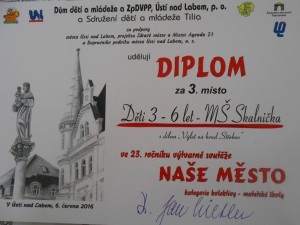 Dům dětí a mládeže a ZpDVPP, Ústí nad Labem, p. o.
a Sdružení dětí a mládeže Tilia
za podpory
města Ústí nad Labem, projektu Zdravé město a Místní Agenda 21
a Dopravního podniku města Ústí nad Labem, a. s.
udělují
DIPLOM
za 3. místo
Děti 3 - 6 let - MŠ Skalnička
s dílem „Výlet na hrad Střekov"
ve 23. ročníku výtvarné soutěže
NAŠE MĚSTO
kategorie kolektivy - mateřské školy
V Ústí nad Labem, 6. června 2016